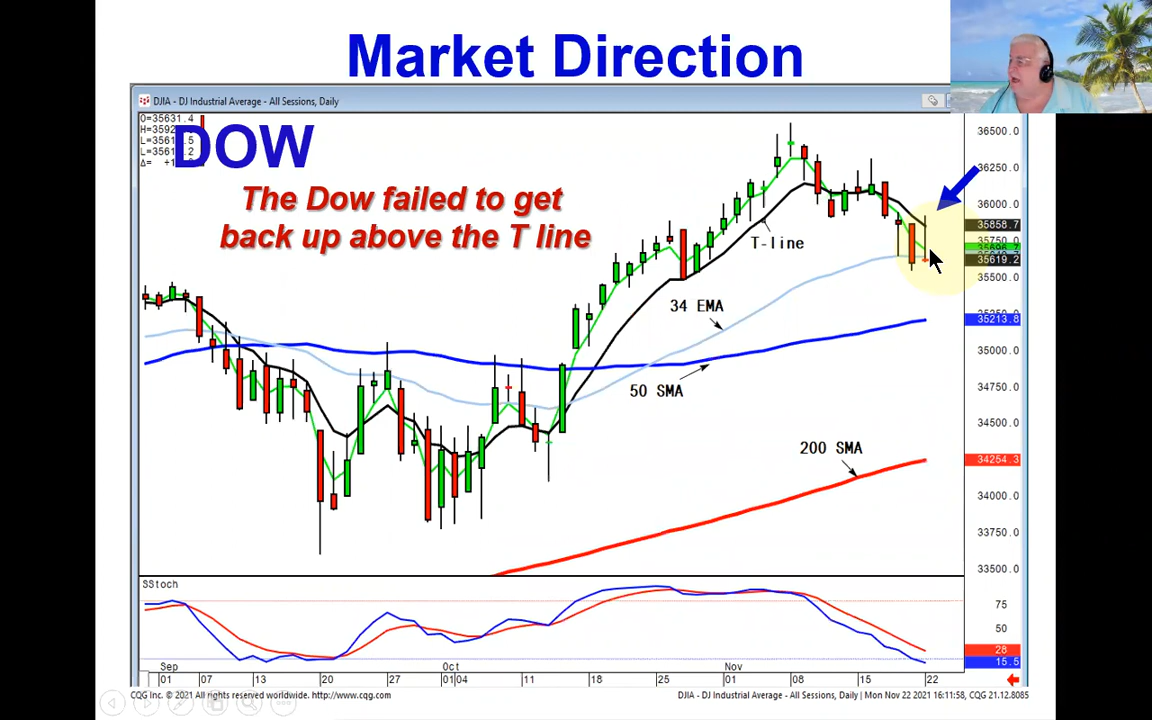 Market Direction
DJIA - DJ Industrial Average - All Sessions, Daily
O=35631.4
DOW
The Dow failed to get
back up above the T line
T-line
34 EMA
50 SMA
200 SMA
36500.0
36250.0
36000.0
35858.7
35750.0
35619.2
35500.0
35213.8
35000.0
34750.0
34500.0
34254.3
34000.0
33750.0
33500.0
SStoch
75
50
28
15.5
Sep Oct Nov
01 07 13 20 27 01 04 11 18 25 01 08 15 22
CQG Inc. © 2021 All rights reserved worldwide. http://www.cqg.com
DJIA - DJ Industrial Average - All Sessions, Daily | Mon Nov 22 2021 16:11:58, CQG 21.12.8085